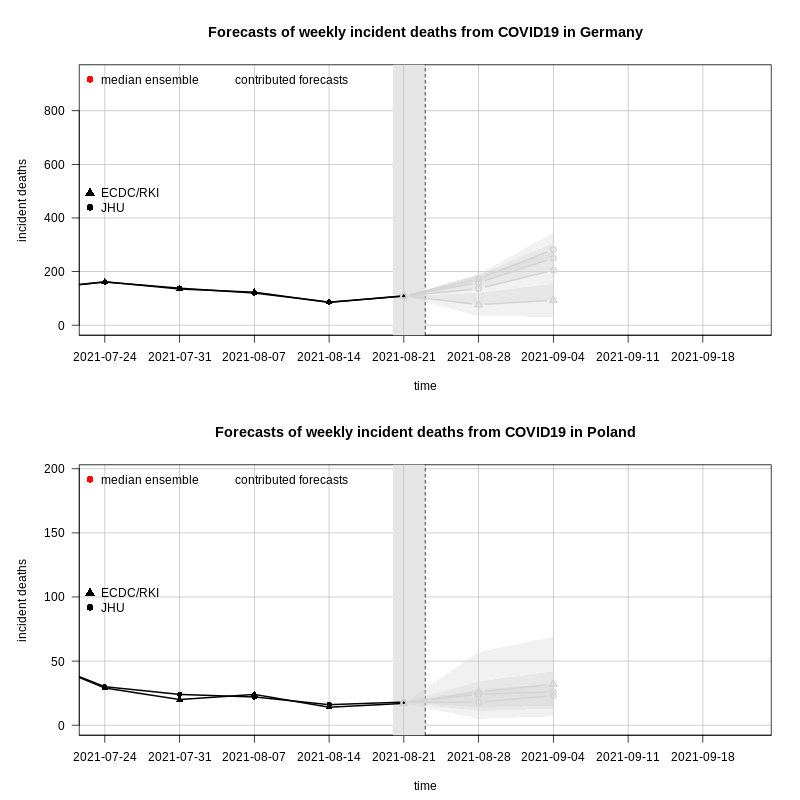 Forecasts of weekly incident deaths from COVID19 in Germany
median ensemble contributed forecasts
800
600
incident deaths
ECDC/RKI
JHU
400
200
0
2021-07-24 2021-07-31 2021-08-07 2021-08-14 2021-08-21 2021-08-28 2021-09-04 2021-09-11 2021-09-18
time
Forecasts of weekly incident deaths from COVID19 in Poland
200
median ensemble contributed forecasts
150
incident deaths
ECDC/RKI
100
JHU
50
0
2021-07-24 2021-07-31 2021-08-07 2021-08-14 2021-08-21 2021-08-28 2021-09-04 2021-09-11 2021-09-18
time